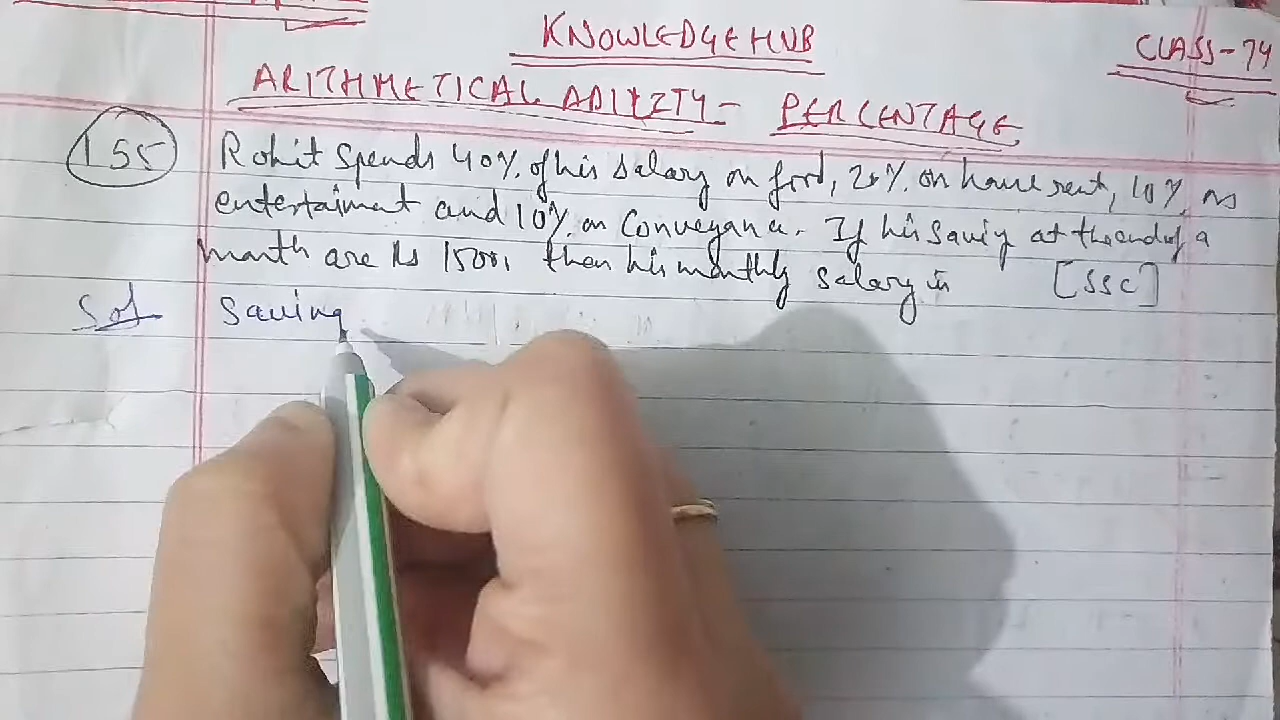 KNOWLEDGE HUB
CLASS-74
ARITHMETICAL ABILITY- PERCENTAGE
155 Rohit spends 40% of his salary on food, 20% on house rent, 10% on
entertaiment and 10% on Conveyance. If his Saving at the end of a
month are Rs 1500, then his monthly salary is [SSC]
Sol Saving